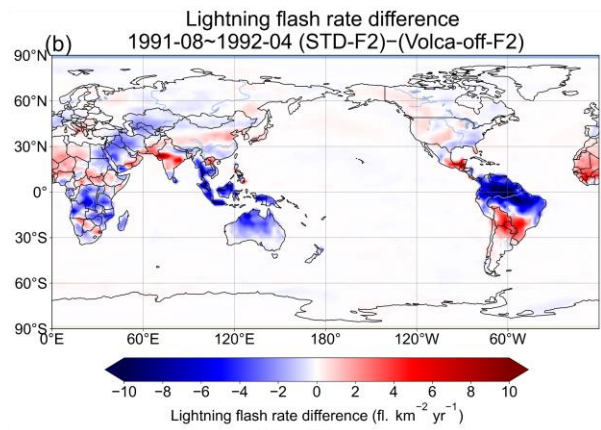 Lightning flash rate difference
(b) 1991-08~1992-04 (STD-F2)−(Volca-off-F2)
90°N
60°N
30°N
0°
30°S
60°S
90°S
0°E 60°E 120°E 180° 120°W 60°W
−10 −8 −6 −4 −2 0 2 4 6 8 10
Lightning flash rate difference (fl. km⁻² yr⁻¹)